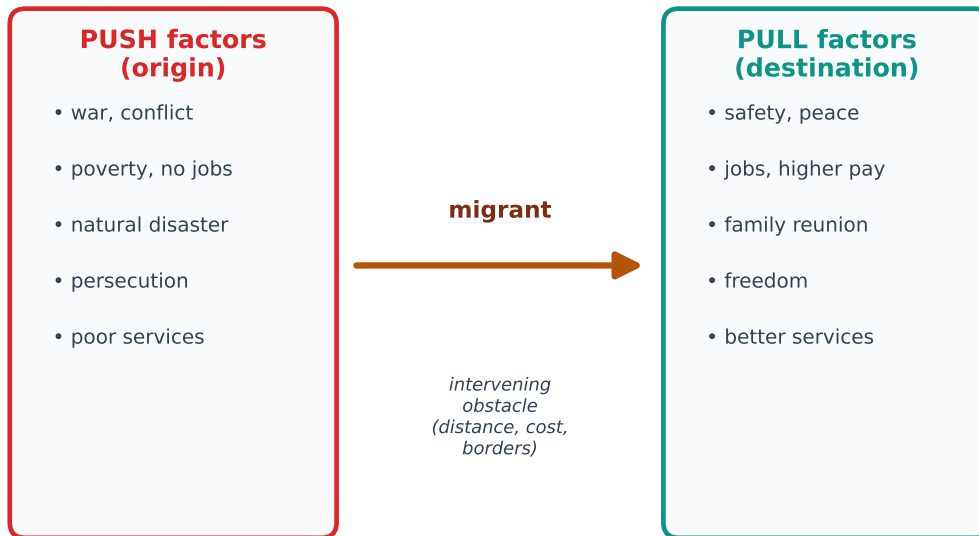 PUSH factors
(origin)
• war, conflict
• poverty, no jobs
• natural disaster
• persecution
• poor services
migrant
intervening
obstacle
(distance, cost,
borders)
PULL factors
(destination)
• safety, peace
• jobs, higher pay
• family reunion
• freedom
• better services